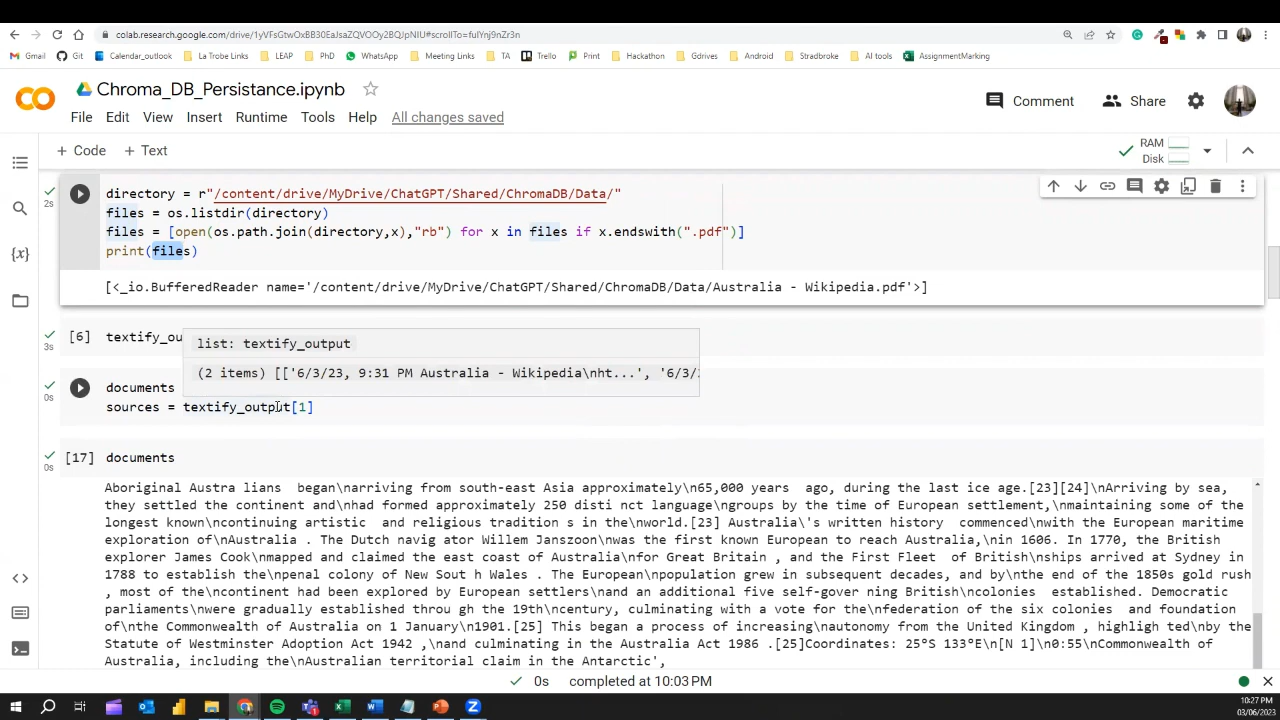 colab.research.google.com/drive/1yVFsGtwOxBB30EaJsaZQVOOy2BQJpNIU#scrollTo=fulYnj9nZr3n
Gmail Git Calendar_outlook La Trobe Links LEAP PhD WhatsApp Meeting Links TA Trello Print Hackathon Gdrives Android Stradbroke AI tools AssignmentMarking
Chroma_DB_Persistance.ipynb
File Edit View Insert Runtime Tools Help All changes saved
Comment Share
+ Code + Text
RAM
Disk
directory = r"/content/drive/MyDrive/ChatGPT/Shared/ChromaDB/Data/"
2s
files = os.listdir(directory)
files = [open(os.path.join(directory,x),"rb") for x in files if x.endswith(".pdf")]
print(files)
[<_io.BufferedReader name='/content/drive/MyDrive/ChatGPT/Shared/ChromaDB/Data/Australia - Wikipedia.pdf'>]
[6] textify_ou
3s
list: textify_output
(2 items) [['6/3/23, 9:31 PM Australia - Wikipedia\nht...', '6/3/
documents
0s
sources = textify_output[1]
[17] documents
0s
Aboriginal Austra lians  began\narriving from south-east Asia approximately\n65,000 years  ago, during the last ice age.[23][24]\nArriving by sea,
they settled the continent and\nhad formed approximately 250 disti nct language\ngroups by the time of European settlement,\nmaintaining some of the
longest known\ncontinuing artistic  and religious tradition s in the\nworld.[23] Australia\'s written history  commenced\nwith the European maritime
exploration of\nAustralia . The Dutch navig ator Willem Janszoon\nwas the first known European to reach Australia,\nin 1606. In 1770, the British
explorer James Cook\nmapped and claimed the east coast of Australia\nfor Great Britain , and the First Fleet  of British\nships arrived at Sydney in
1788 to establish the\npenal colony of New Sout h Wales . The European\npopulation grew in subsequent decades, and by\nthe end of the 1850s gold rush
, most of the\ncontinent had been explored by European settlers\nand an additional five self-gover ning British\ncolonies  established. Democratic
parliaments\nwere gradually established throu gh the 19th\ncentury, culminating with a vote for the\nfederation of the six colonies  and foundation
of\nthe Commonwealth of Australia on 1 January\n1901.[25] This began a process of increasing\nautonomy from the United Kingdom , highligh ted\nby the
Statute of Westminster Adoption Act 1942 ,\nand culminating in the Australia Act 1986 .[25]Coordinates: 25°S 133°E\n[N 1]\n0:55\nCommonwealth of
Australia, including the\nAustralian territorial claim in the Antarctic',
0s completed at 10:03 PM
10:27 PM
03/06/2023